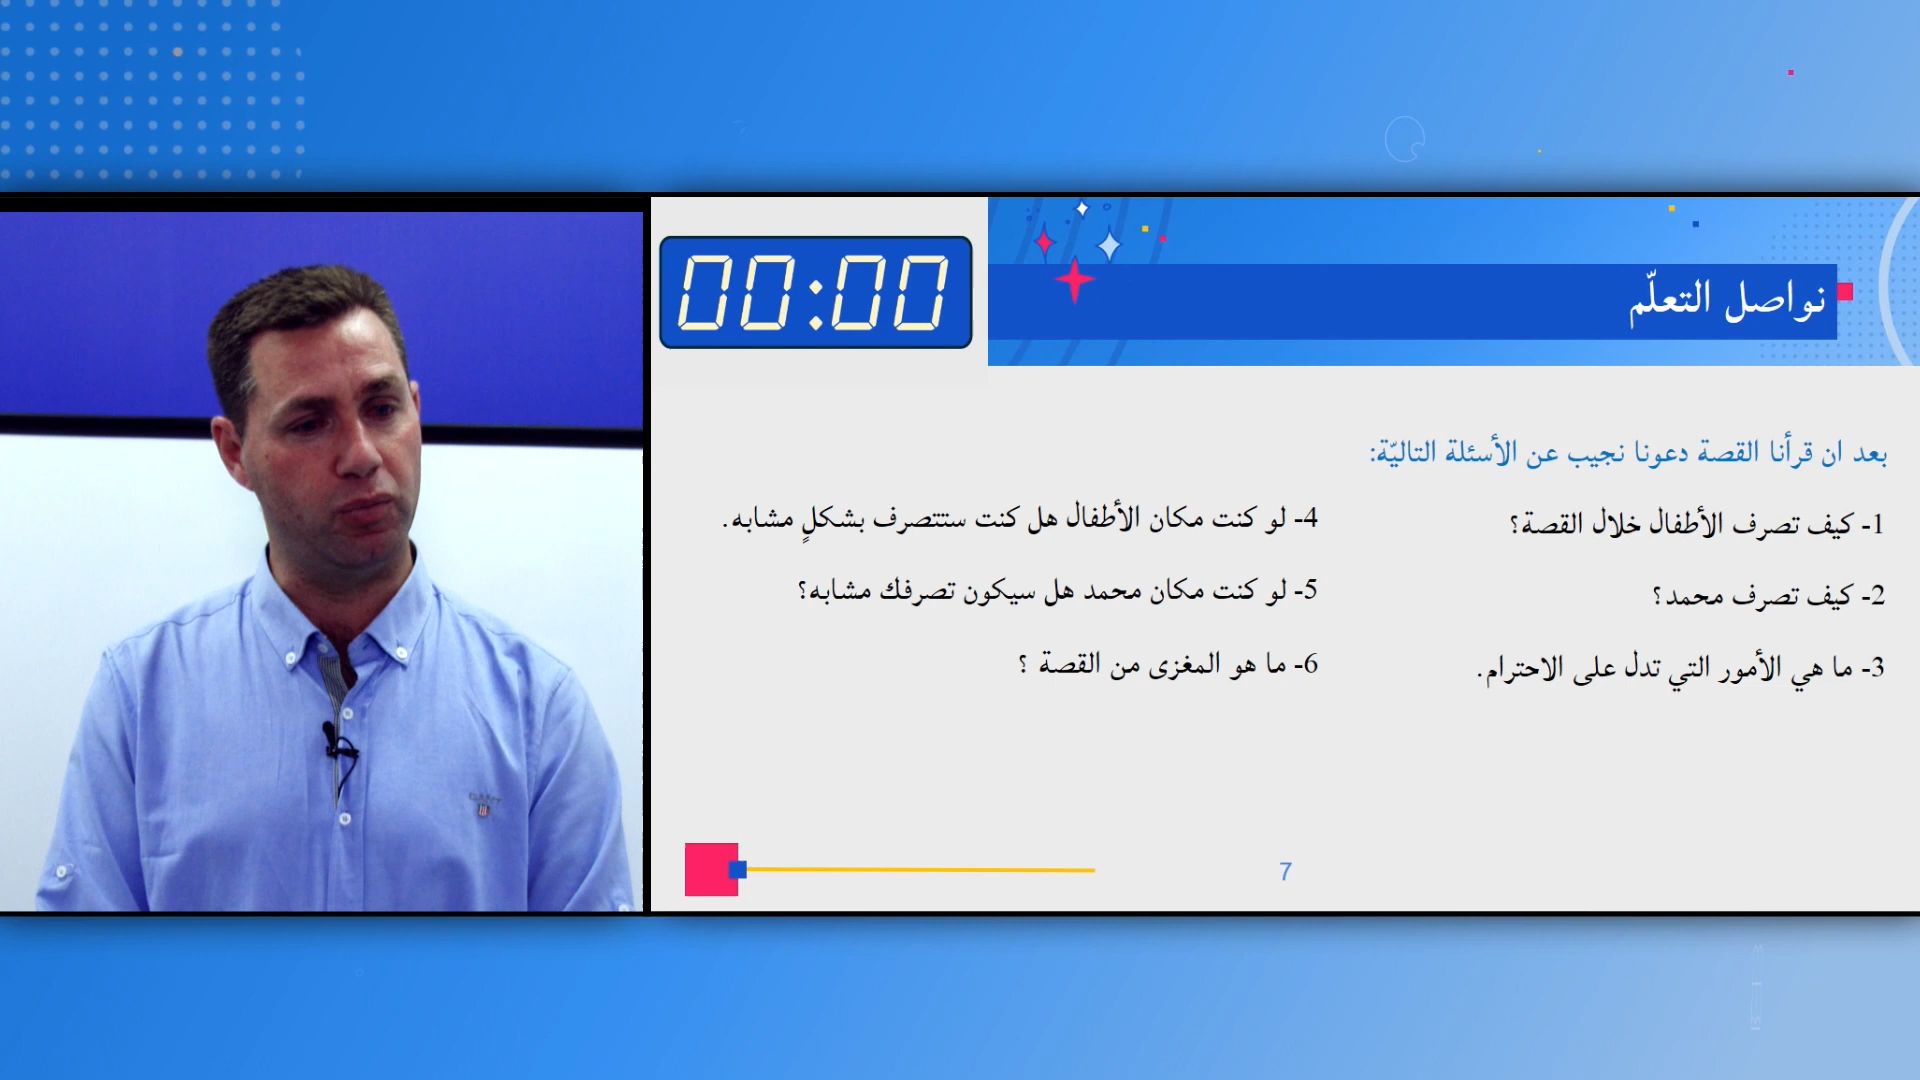 00:00
نواصل التعلّم
بعد ان قرأنا القصة دعونا نجيب عن الأسئلة التاليّة:
1- كيف تصرف الأطفال خلال القصة؟
2- كيف تصرف محمد؟
3- ما هي الأمور التي تدل على الاحترام.
4- لو كنت مكان الأطفال هل كنت ستتصرف بشكلٍ مشابه.
5- لو كنت مكان محمد هل سيكون تصرفك مشابه؟
6- ما هو المغزى من القصة ؟
7